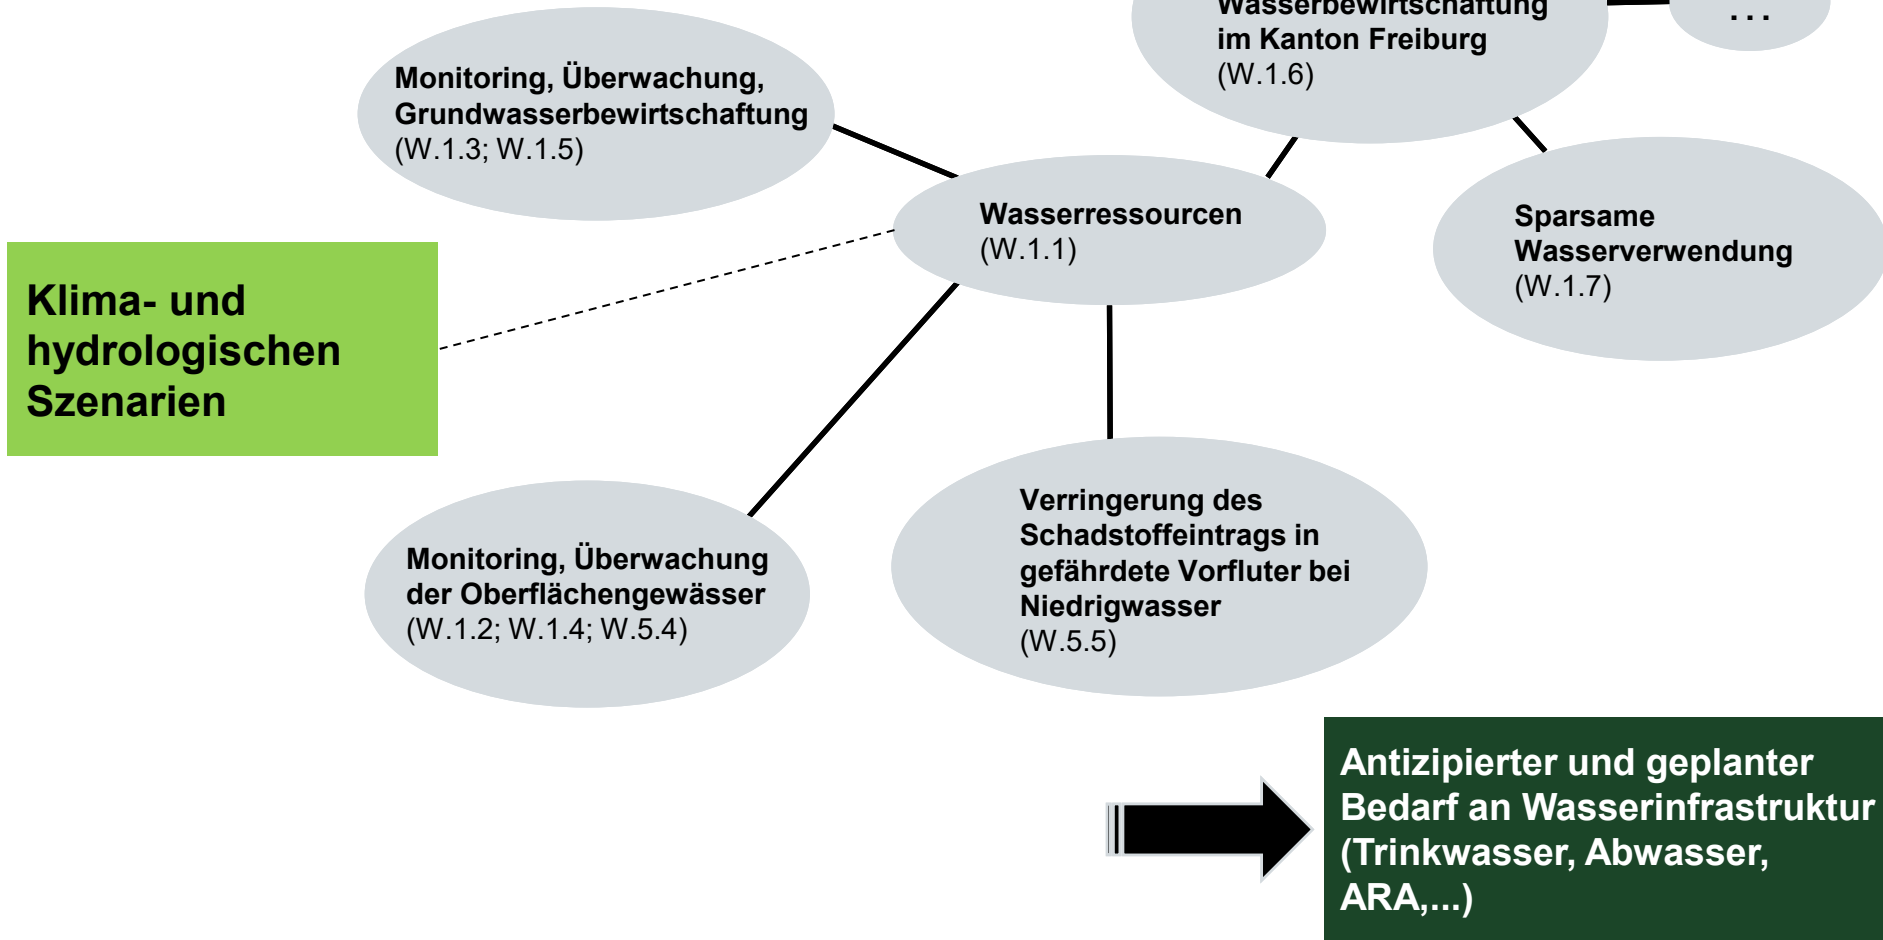 Wasserbewirtschaftung
im Kanton Freiburg
(W.1.6)
...
Monitoring, Überwachung,
Grundwasserbewirtschaftung
(W.1.3; W.1.5)
Wasserressourcen
(W.1.1)
Sparsame
Wasserverwendung
(W.1.7)
Klima- und
hydrologischen
Szenarien
Monitoring, Überwachung
der Oberflächengewässer
(W.1.2; W.1.4; W.5.4)
Verringerung des
Schadstoffeintrags in
gefährdete Vorfluter bei
Niedrigwasser
(W.5.5)
Antizipierter und geplanter
Bedarf an Wasserinfrastruktur
(Trinkwasser, Abwasser,
ARA,...)